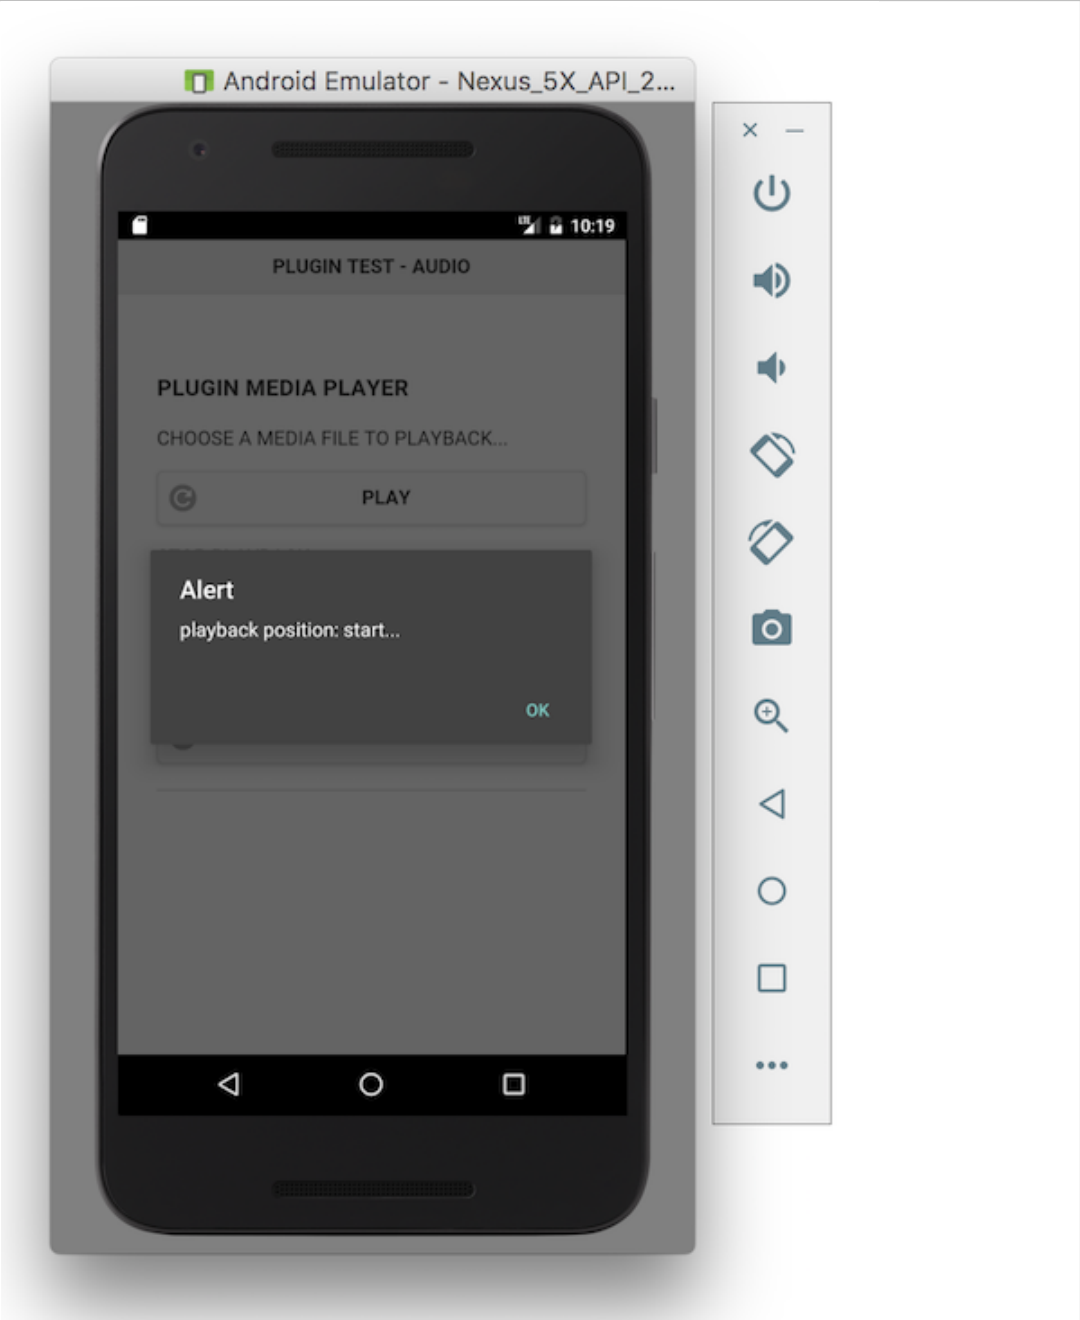 Android Emulator - Nexus_5X_API_2...
LTE 10:19
PLUGIN TEST - AUDIO
PLUGIN MEDIA PLAYER
CHOOSE A MEDIA FILE TO PLAYBACK...
PLAY
Alert
playback position: start...
OK